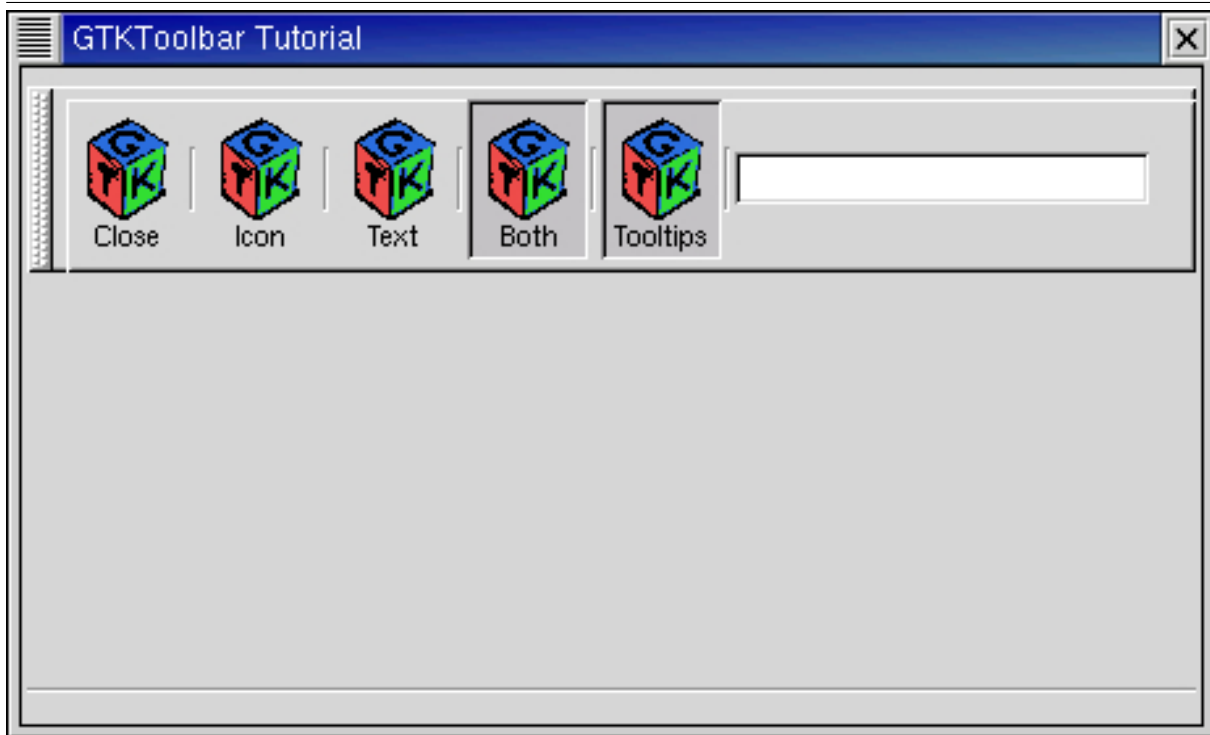 GTKToolbar Tutorial
G G G G G
T K T K T K T K T K
Close Icon Text Both Tooltips